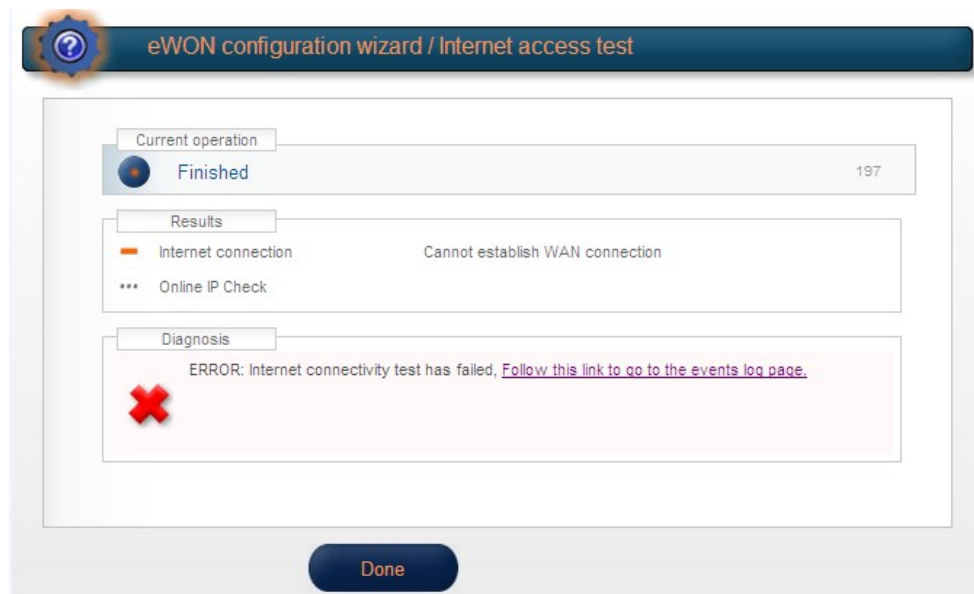 eWON configuration wizard / Internet access test
Current operation
Finished 197
Results
Internet connection Cannot establish WAN connection
Online IP Check
Diagnosis
ERROR: Internet connectivity test has failed, Follow this link to go to the events log page.
Done